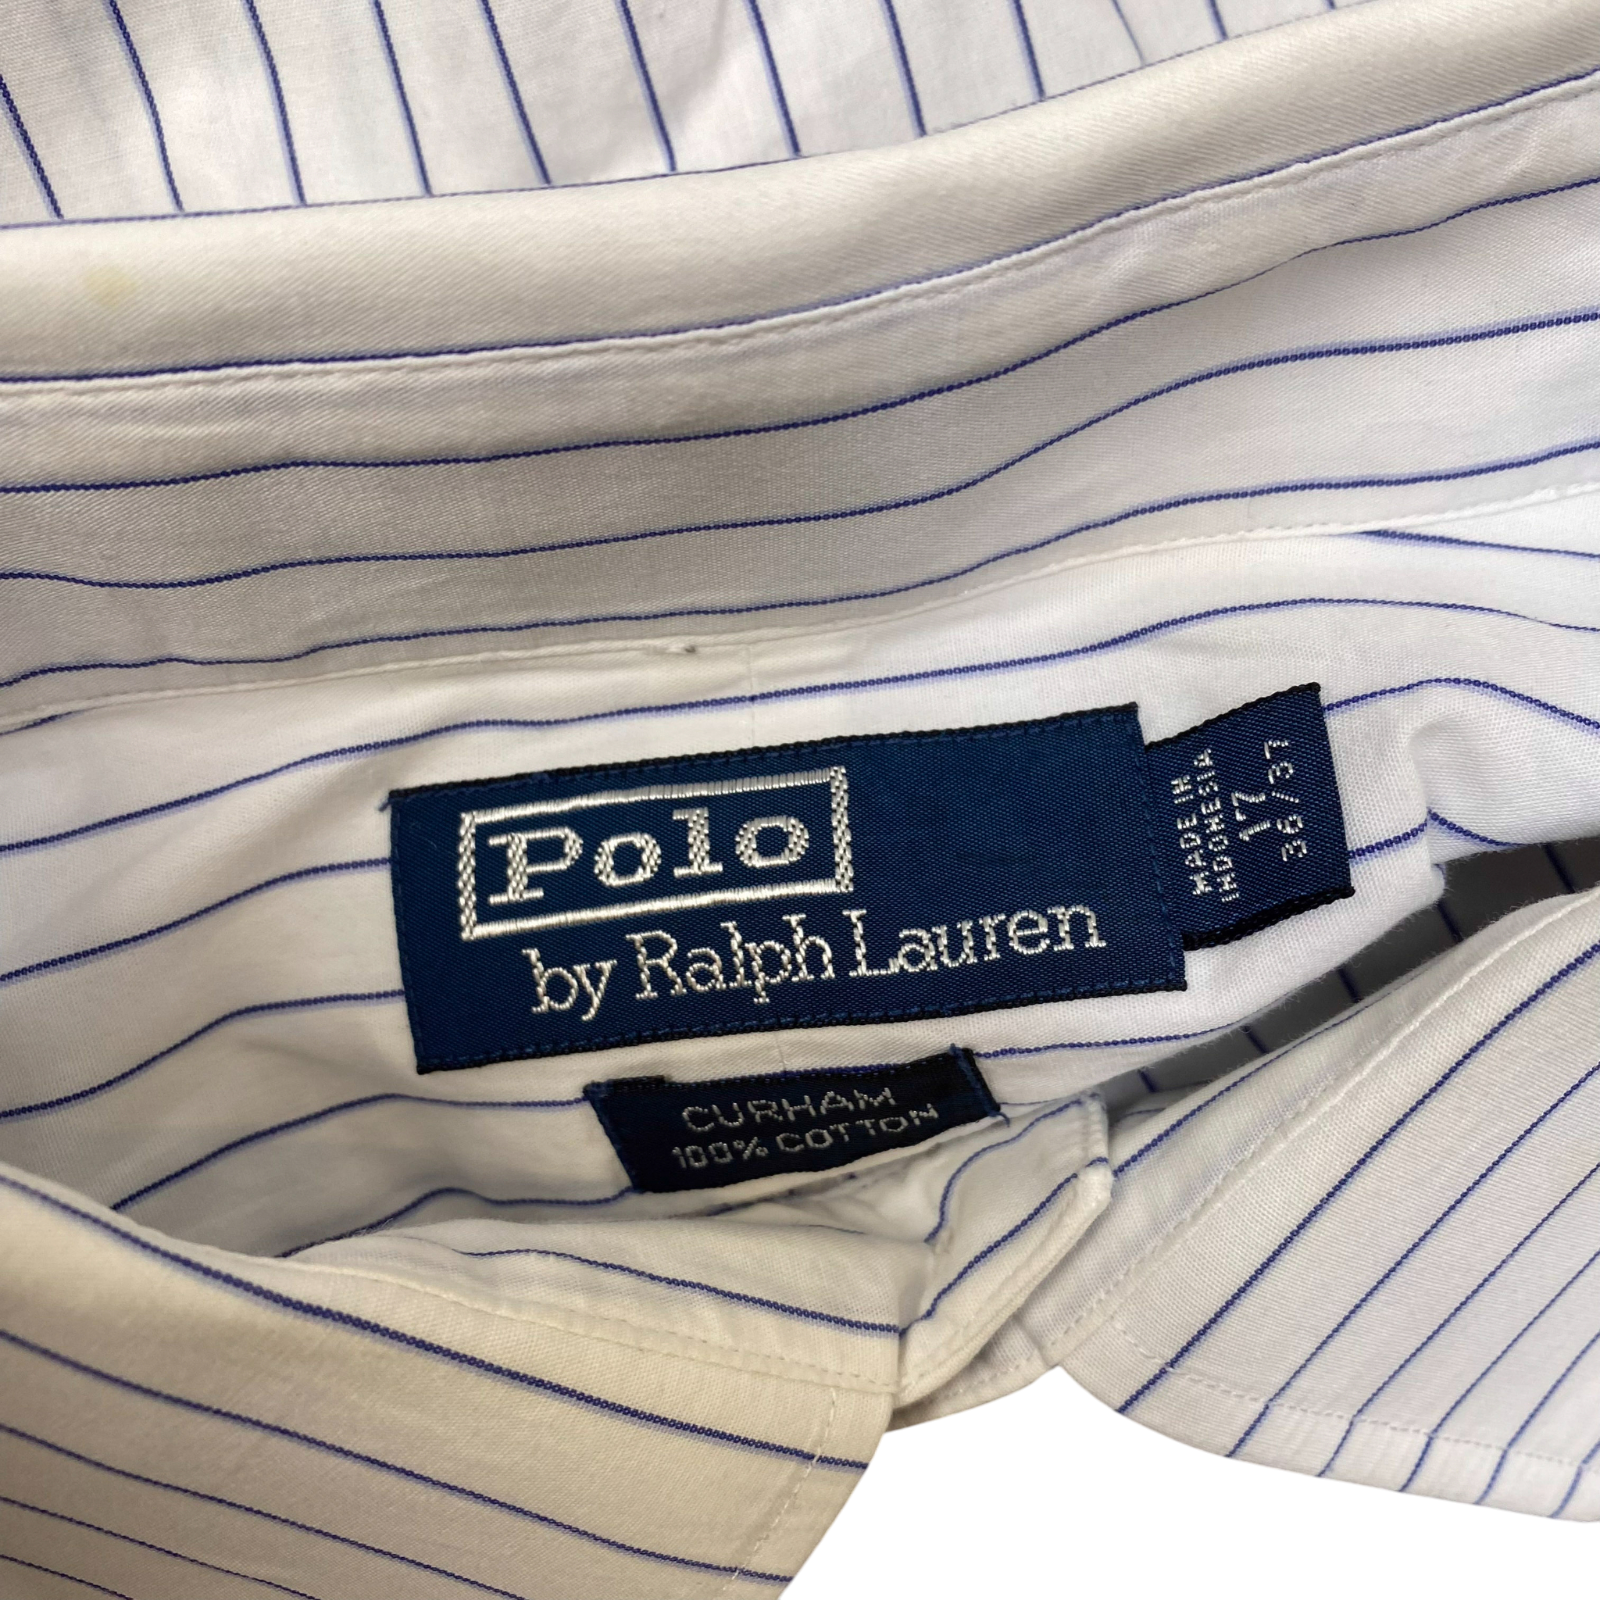 Polo
by Ralph Lauren
MADE IN
INDONESIA
17
36/37
CURHAM
100% COTTON